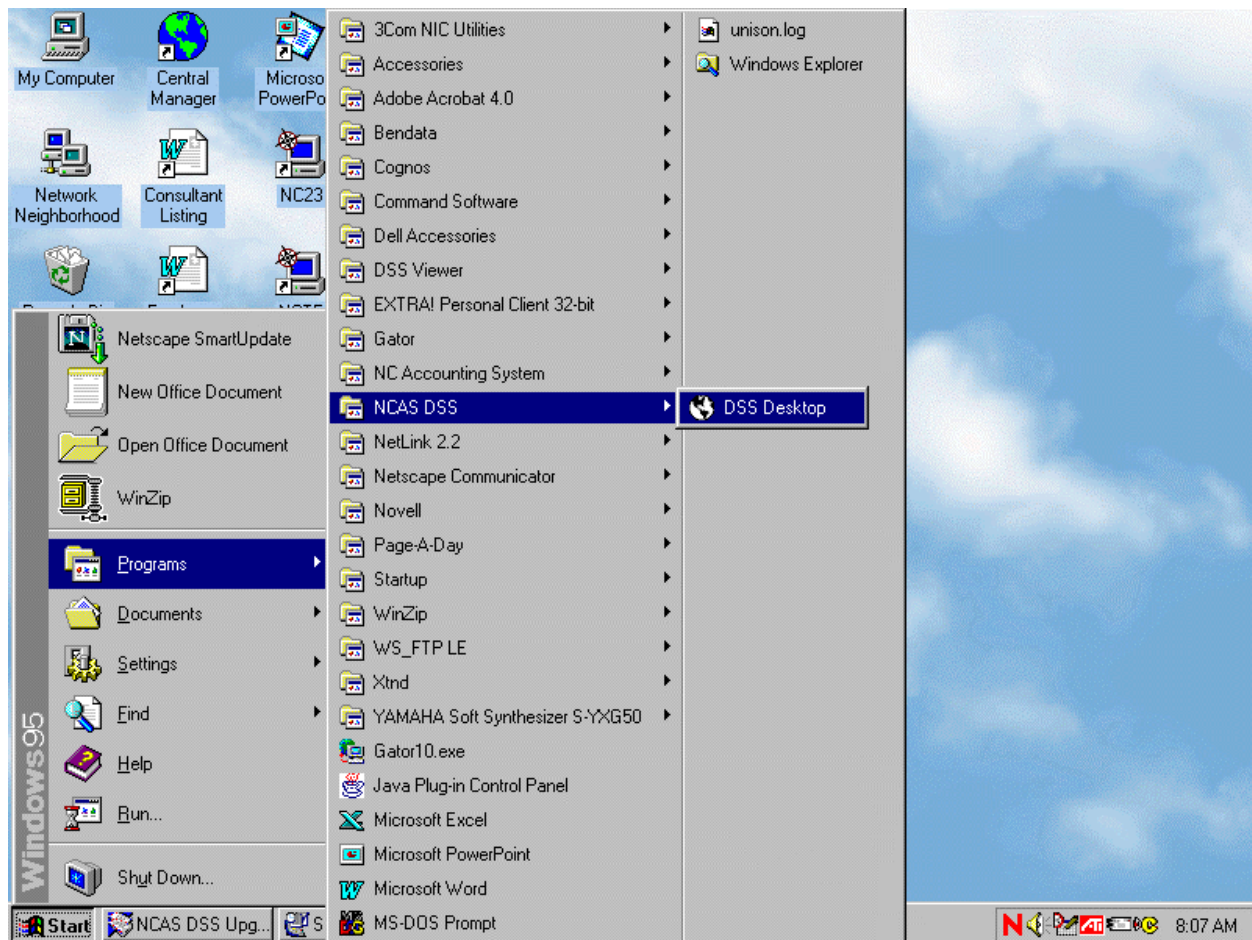 My Computer
Central
Manager
Microso
PowerPo
Network
Neighborhood
Consultant
Listing
NC23
Netscape SmartUpdate
New Office Document
Open Office Document
WinZip
Programs
Documents
Settings
Find
Help
Run...
Shut Down...
Windows95
3Com NIC Utilities
Accessories
Adobe Acrobat 4.0
Bendata
Cognos
Command Software
Dell Accessories
DSS Viewer
EXTRA! Personal Client 32-bit
Gator
NC Accounting System
NCAS DSS
NetLink 2.2
Netscape Communicator
Novell
Page-A-Day
Startup
WinZip
WS_FTP LE
Xtnd
YAMAHA Soft Synthesizer S-YXG50
Gator10.exe
Java Plug-in Control Panel
Microsoft Excel
Microsoft PowerPoint
Microsoft Word
MS-DOS Prompt
unison.log
Windows Explorer
DSS Desktop
Start
NCAS DSS Upg...
S
N
ATI
8:07 AM